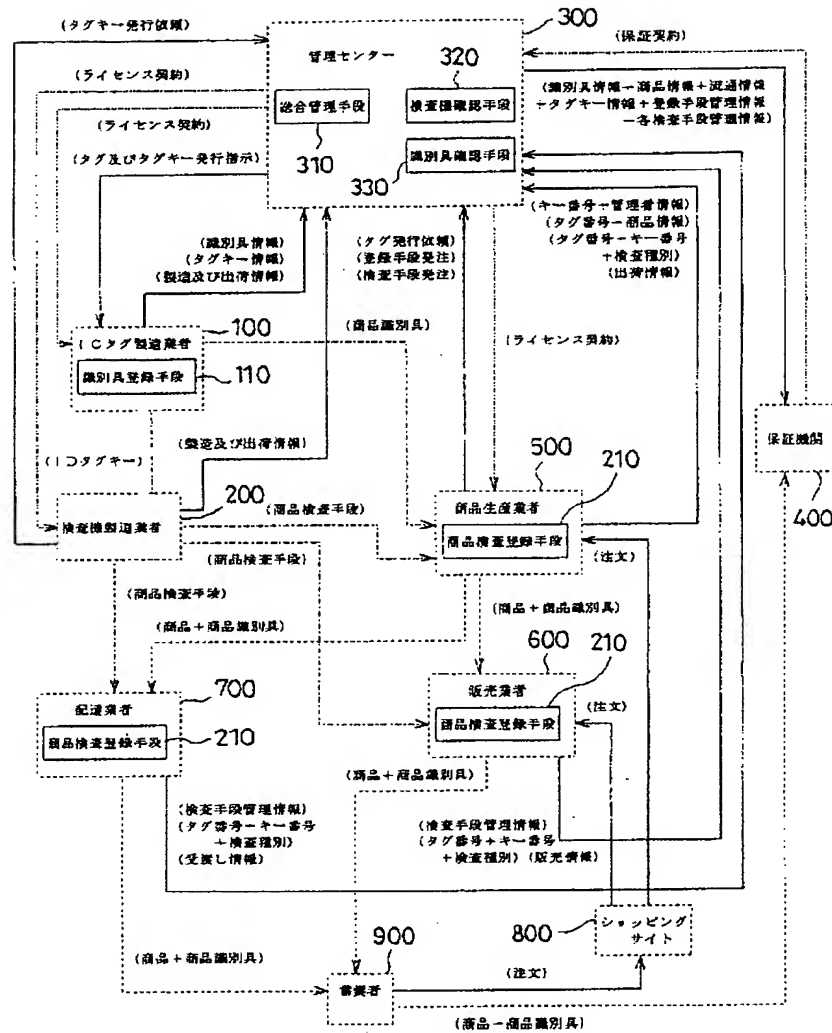 (タグキー発行依頼)
300
(保証契約)
管理センター
320
(ライセンス契約)
総合管理手段
検査機確認手段
(識別具情報ー商品情報+流通情報
+タグキー情報+登録手段管理情報
ー各検査手段管理情報)
(ライセンス契約)
310
識別具確認手段
(タグ及びタグキー発行指示)
330
(識別具情報)
(タグキー情報)
(製造及び出荷情報)
(タグ発行依頼)
(登録手段発注)
(検査手段発注)
(キー番号ー管理者情報)
(タグ番号ー商品情報)
(タグ番号ーキー番号
+検査種別)
(出荷情報)
100
(商品識別具)
ICタグ製造業者
(ライセンス契約)
識別具登録手段
110
保証機関
400
(製造及び出荷情報)
(IDタグキー)
500
210
200
(商品検査手段)
商品生産業者
検査機製造業者
商品検査登録手段
(商品検査手段)
(注文)
(商品検査手段)
(商品+商品識別具)
(商品+商品識別具)
600
210
700
販売業者
配達業者
(注文)
商品検査登録手段
商品検査登録手段
210
(商品+商品識別具)
(検査手段管理情報)
(タグ番号ーキー番号
+検査種別)
(受渡し情報)
(検査手段管理情報)
(タグ番号+キー番号
+検査種別) (販売情報)
900
800
ショッピング
サイト
(商品+商品識別具)
(注文)
(商品ー商品識別具)